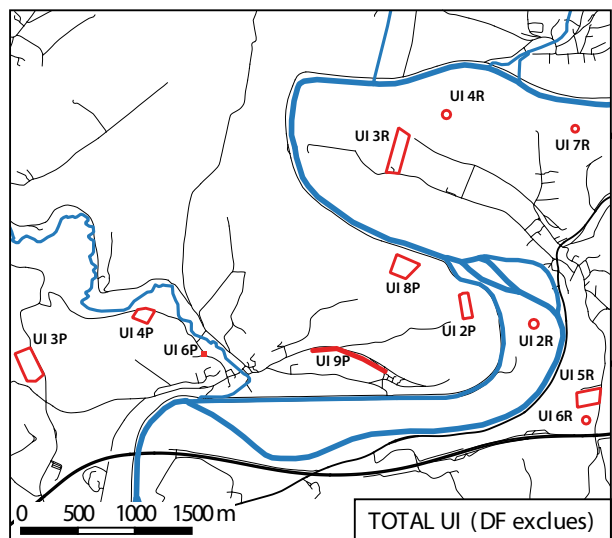 UI 4R
UI 3R
UI 7R
UI 8P
UI 2P
UI 4P
UI 3P
UI 6P
UI 9P
UI 2R
UI 5R
UI 6R
0 500 1000 1500 m
TOTAL UI (DF exclues)